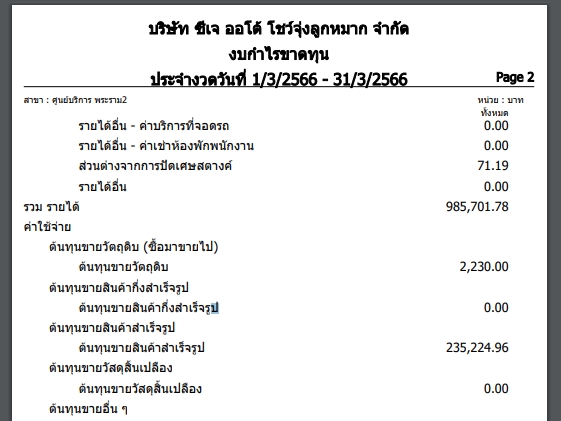 บริษัท ซีเจ ออโต้ โชว์จุ่งลูกหมาก จำกัด
งบกำไรขาดทุน
ประจำงวดวันที่ 1/3/2566 - 31/3/2566 Page 2
สาขา : ศูนย์บริการ พระราม2 หน่วย : บาท
ทั้งหมด
รายได้อื่น - ค่าบริการที่จอดรถ 0.00
รายได้อื่น - ค่าเช่าห้องพักพนักงาน 0.00
ส่วนต่างจากการปัดเศษสตางค์ 71.19
รายได้อื่น 0.00
รวม รายได้ 985,701.78
ค่าใช้จ่าย
ต้นทุนขายวัตถุดิบ (ซื้อมาขายไป)
ต้นทุนขายวัตถุดิบ 2,230.00
ต้นทุนขายสินค้ากึ่งสำเร็จรูป
ต้นทุนขายสินค้ากึ่งสำเร็จรูป 0.00
ต้นทุนขายสินค้าสำเร็จรูป
ต้นทุนขายสินค้าสำเร็จรูป 235,224.96
ต้นทุนขายวัสดุสิ้นเปลือง
ต้นทุนขายวัสดุสิ้นเปลือง 0.00
ต้นทุนขายอื่น ๆ